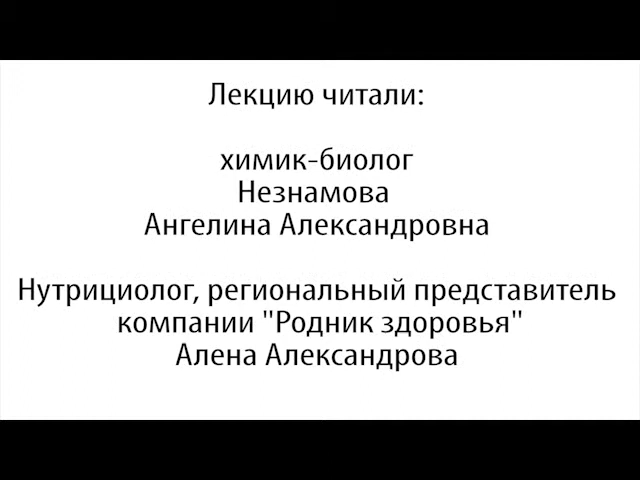 Лекцию читали:
химик-биолог
Незнамова
Ангелина Александровна
Нутрициолог, региональный представитель
компании "Родник здоровья"
Алена Александрова